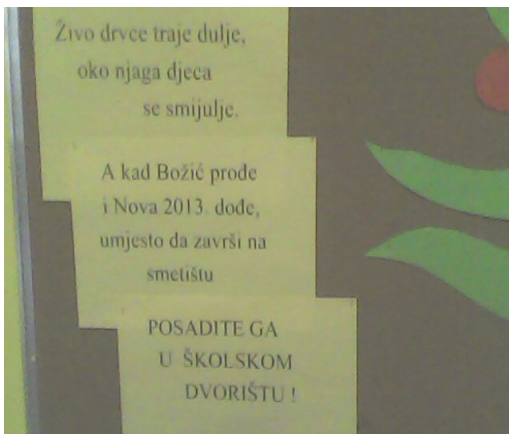 Živo drvce traje dulje,
oko njaga djeca
se smijulje.
A kad Božić prođe
i Nova 2013. dođe,
umjesto da završi na
smetištu
POSADITE GA
U ŠKOLSKOM
DVORIŠTU !